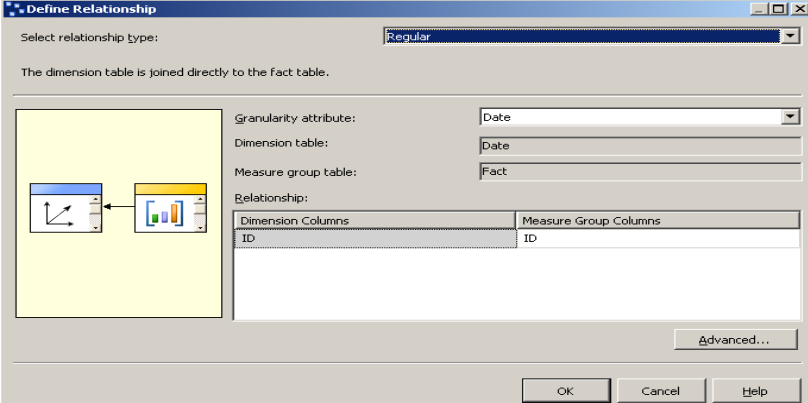 Define Relationship
Select relationship type:
Regular
The dimension table is joined directly to the fact table.
Granularity attribute:
Date
Dimension table:
Date
Measure group table:
Fact
Relationship:
Dimension Columns
Measure Group Columns
ID
ID
Advanced...
OK
Cancel
Help